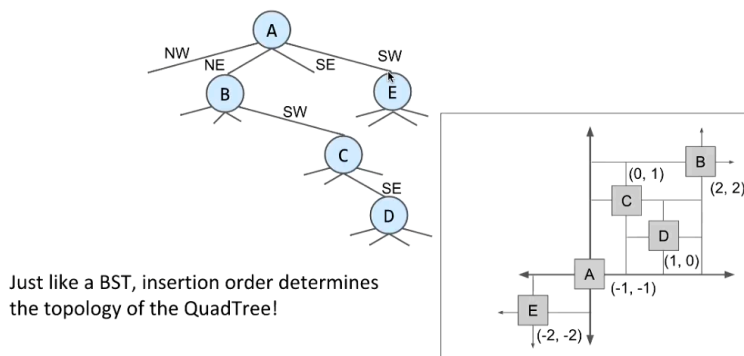 A
NW
NE
SE
SW
B
E
SW
C
SE
D
Just like a BST, insertion order determines
the topology of the QuadTree!
B
(0, 1)
(2, 2)
C
D
(1, 0)
A
(-1, -1)
E
(-2, -2)